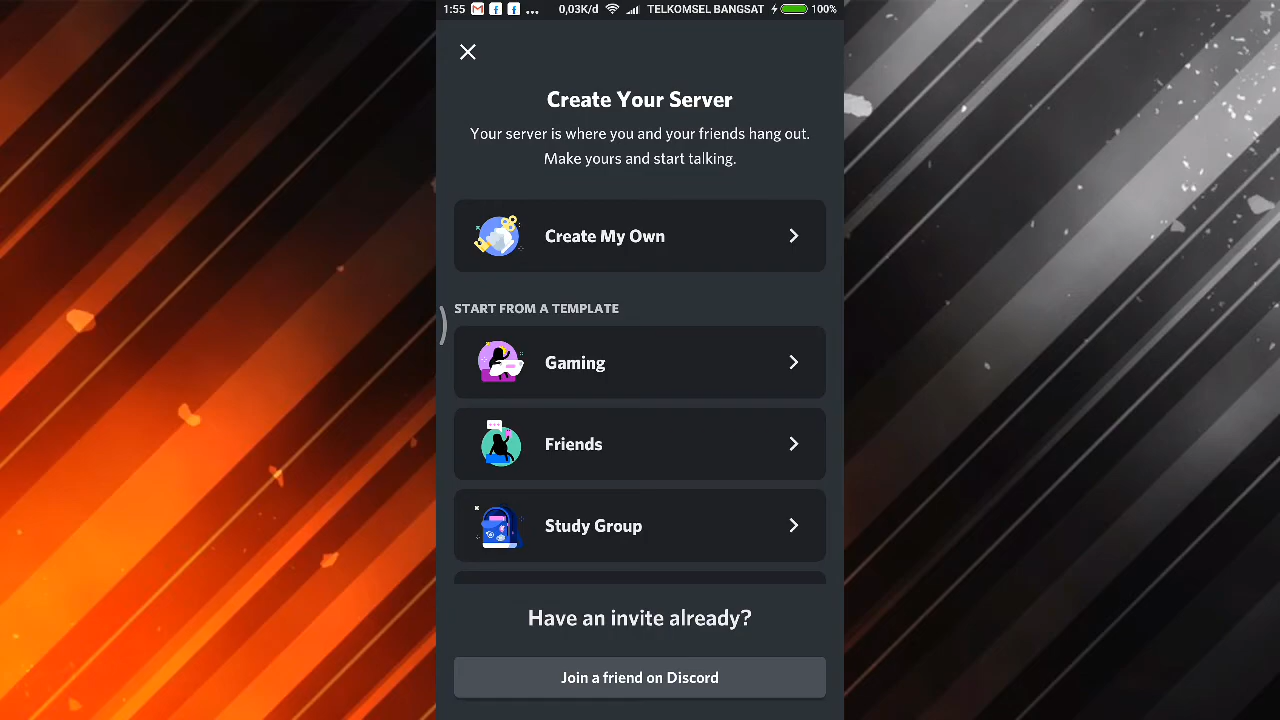 1:55 ... 0,03K/d TELKOMSEL BANGSAT 100%
Create Your Server
Your server is where you and your friends hang out.
Make yours and start talking.
Create My Own
START FROM A TEMPLATE
Gaming
Friends
Study Group
Have an invite already?
Join a friend on Discord